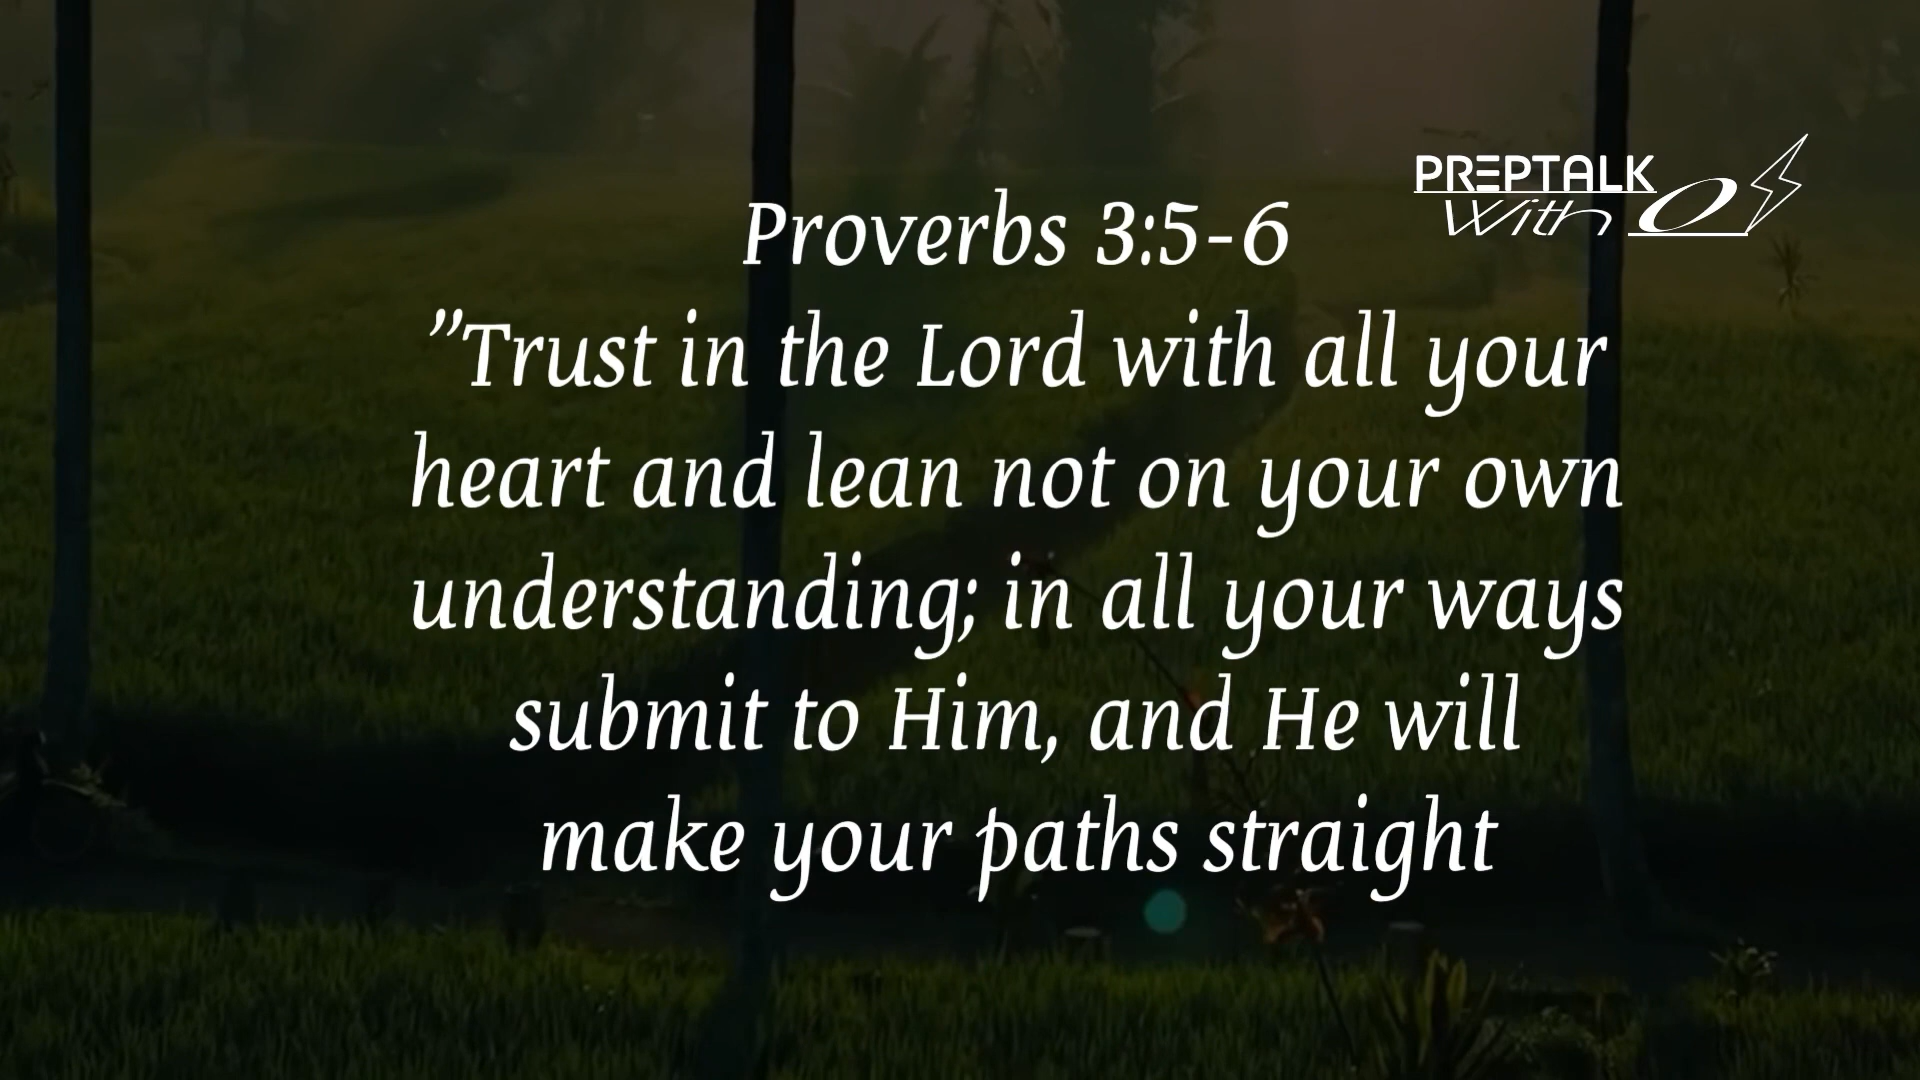 PREPTALK
With O
Proverbs 3:5-6
”Trust in the Lord with all your
heart and lean not on your own
understanding; in all your ways
submit to Him, and He will
make your paths straight